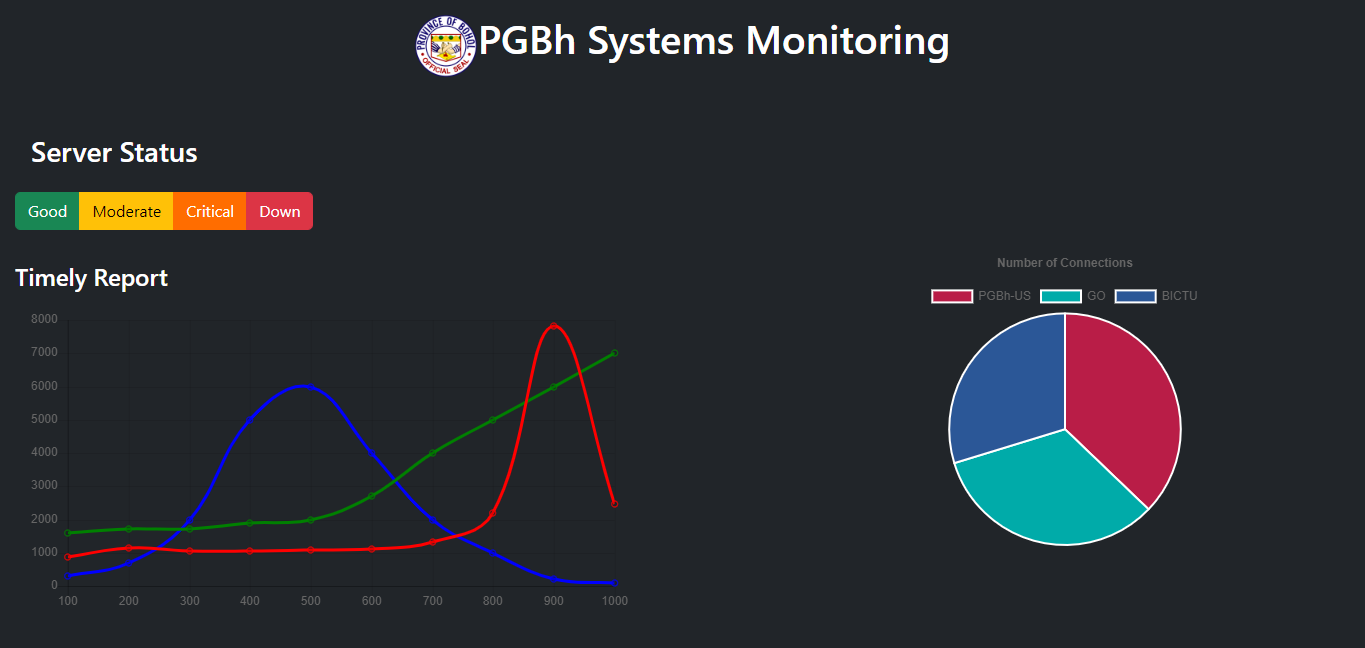 PROVINCE OF BOHOL
OFFICIAL SEAL
PGBh Systems Monitoring
Server Status
Good Moderate Critical Down
Timely Report
8000
7000
6000
5000
4000
3000
2000
1000
0
100 200 300 400 500 600 700 800 900 1000
Number of Connections
PGBh-US GO BICTU